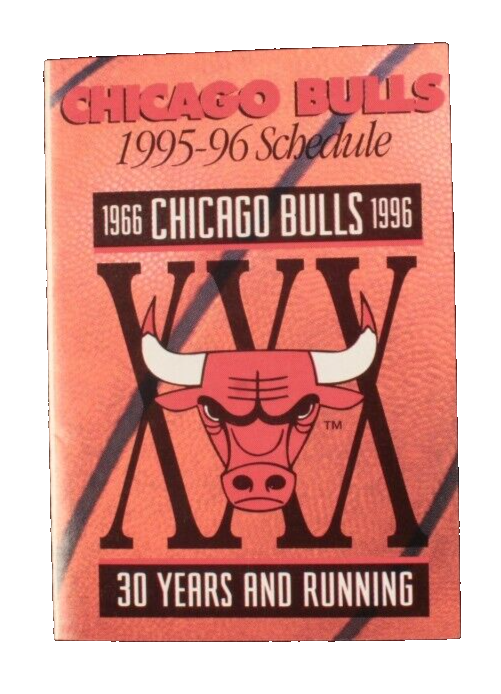 CHICAGO BULLS
1995-96 Schedule
1966 CHICAGO BULLS 1996
XXX
TM
30 YEARS AND RUNNING